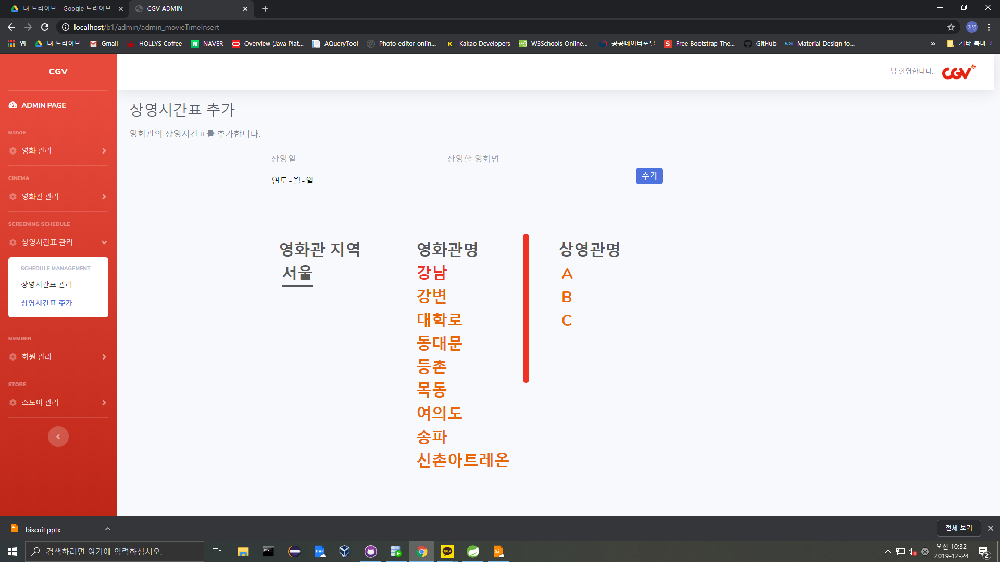 내 드라이브 - Google 드라이브
CGV ADMIN
localhost/b1/admin/admin_movieTimeInsert
가영
앱
내 드라이브
Gmail
HOLLYS Coffee
NAVER
Overview (Java Plat...
AQueryTool
Photo editor onlin...
Kakao Developers
W3Schools Online...
공공데이터포털
Free Bootstrap The...
GitHub
Material Design fo...
»
기타 북마크
CGV
님 환영합니다.
CGV
ADMIN PAGE
MOVIE
영화 관리
CINEMA
영화관 관리
SCREENING SCHEDULE
상영시간표 관리
SCHEDULE MANAGEMENT
상영시간표 관리
상영시간표 추가
MEMBER
회원 관리
STORE
스토어 관리
상영시간표 추가
영화관의 상영시간표를 추가합니다.
상영일
상영할 영화명
연도-월-일
추가
영화관 지역
영화관명
상영관명
서울
강남
A
강변
B
대학로
C
동대문
등촌
목동
여의도
송파
신촌아트레온
biscuit.pptx
전체 보기
검색하려면 여기에 입력하십시오.
HWP
TALK
오전 10:32
2019-12-24
2